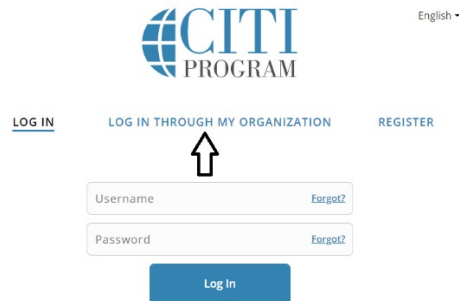 CITI
PROGRAM
English
LOG IN
LOG IN THROUGH MY ORGANIZATION
REGISTER
Username
Forgot?
Password
Forgot?
Log In